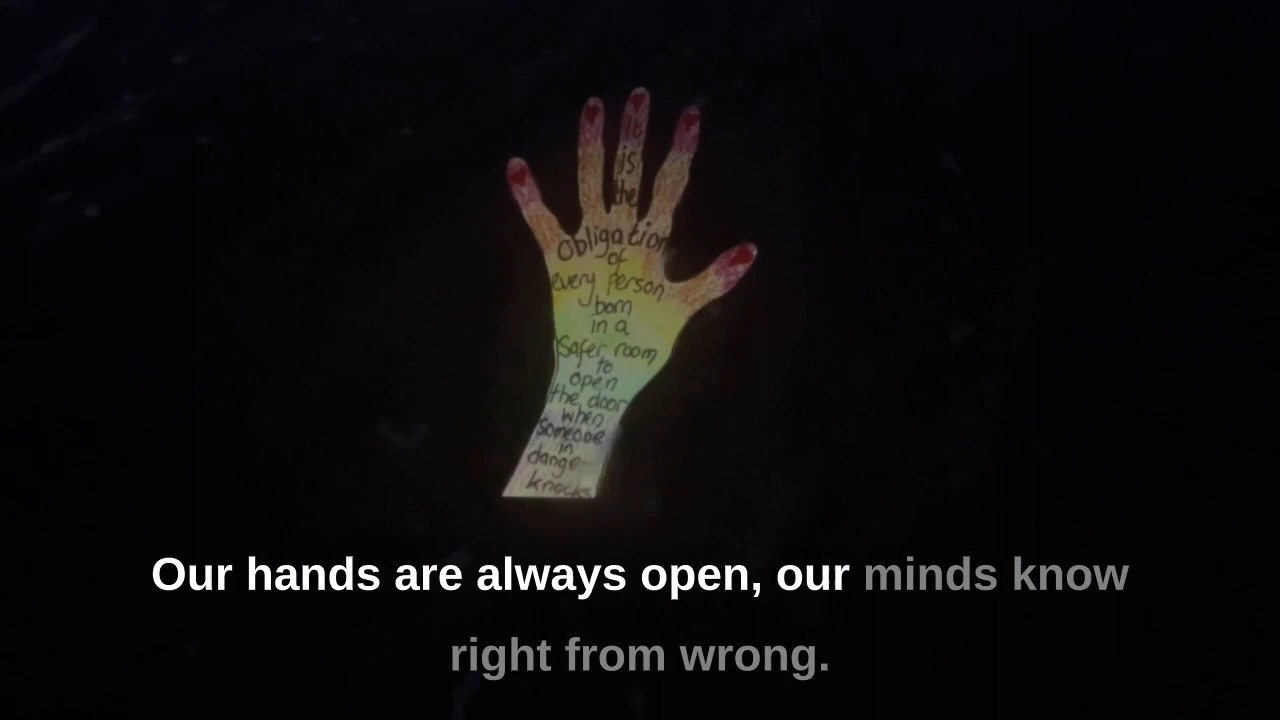 It
is
the
obligation
of
every person
born
in a
safer room
to
open
the door
when
someone
in
dange
knocks
Our hands are always open, our minds know
right from wrong.